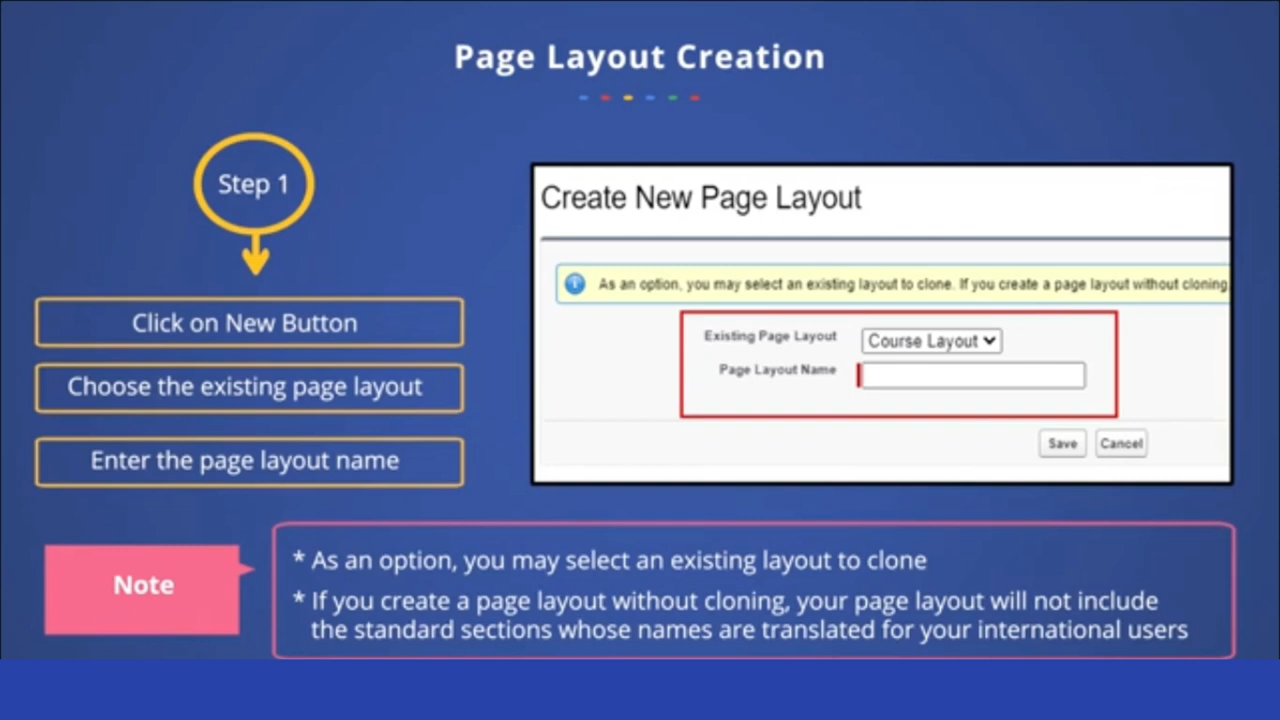 Page Layout Creation
Step 1
Click on New Button
Choose the existing page layout
Enter the page layout name
Create New Page Layout
As an option, you may select an existing layout to clone. If you create a page layout without cloning
Existing Page Layout
Course Layout
Page Layout Name
Save
Cancel
Note
* As an option, you may select an existing layout to clone
* If you create a page layout without cloning, your page layout will not include
the standard sections whose names are translated for your international users